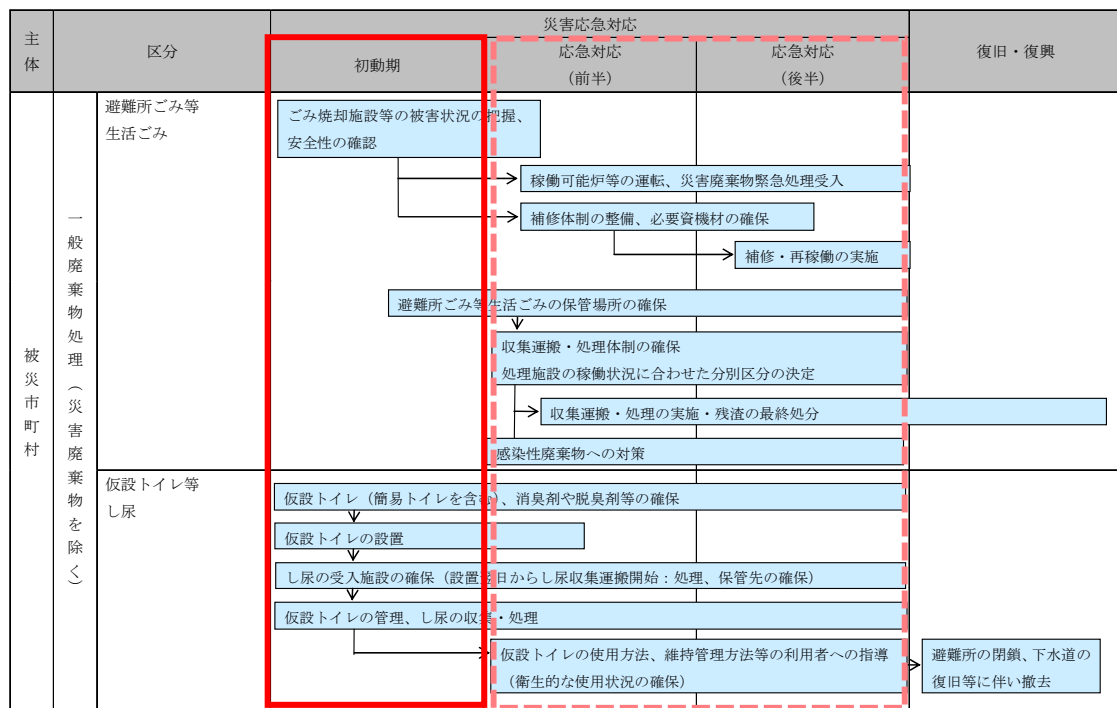 主体
区分
災害応急対応
初動期
応急対応
(前半)
応急対応
(後半)
復旧・復興
被災市町村
一般廃棄物処理(災害廃棄物を除く)
避難所ごみ等
生活ごみ
ごみ焼却施設等の被害状況の把握、
安全性の確認
稼働可能炉等の運転、災害廃棄物緊急処理受入
補修体制の整備、必要資機材の確保
補修・再稼働の実施
避難所ごみ等生活ごみの保管場所の確保
収集運搬・処理体制の確保
処理施設の稼働状況に合わせた分別区分の決定
収集運搬・処理の実施・残渣の最終処分
感染性廃棄物への対策
仮設トイレ等
し尿
仮設トイレ(簡易トイレを含む)、消臭剤や脱臭剤等の確保
仮設トイレの設置
し尿の受入施設の確保(設置翌日からし尿収集運搬開始:処理、保管先の確保)
仮設トイレの管理、し尿の収集・処理
仮設トイレの使用方法、維持管理方法等の利用者への指導
(衛生的な使用状況の確保)
避難所の閉鎖、下水道の
復旧等に伴い撤去